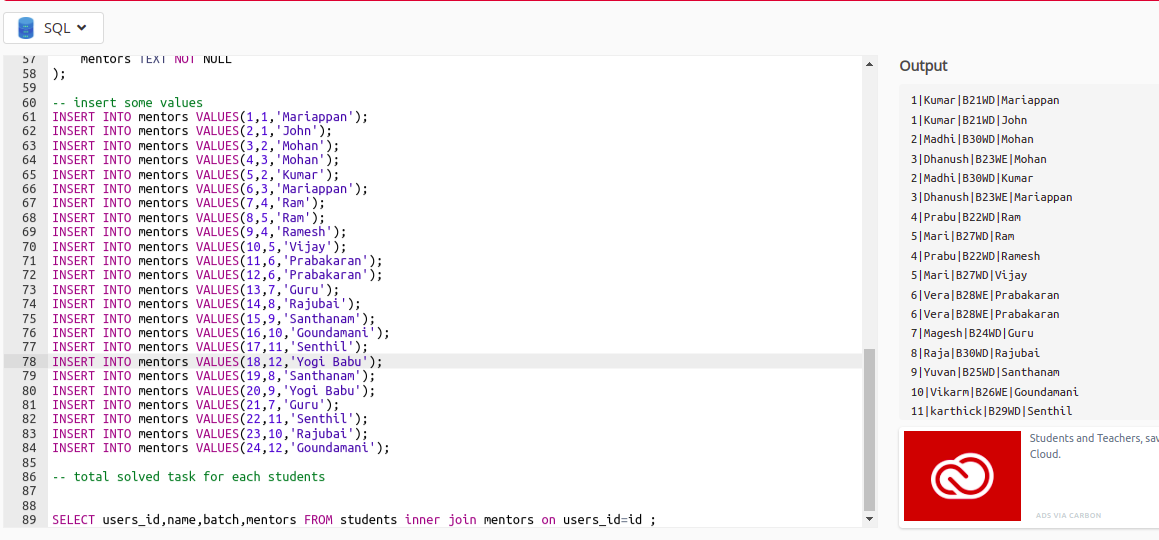 SQL
57 mentors TEXT NOT NULL
58 );
59
60 -- insert some values
61 INSERT INTO mentors VALUES(1,1,'Mariappan');
62 INSERT INTO mentors VALUES(2,1,'John');
63 INSERT INTO mentors VALUES(3,2,'Mohan');
64 INSERT INTO mentors VALUES(4,3,'Mohan');
65 INSERT INTO mentors VALUES(5,2,'Kumar');
66 INSERT INTO mentors VALUES(6,3,'Mariappan');
67 INSERT INTO mentors VALUES(7,4,'Ram');
68 INSERT INTO mentors VALUES(8,5,'Ram');
69 INSERT INTO mentors VALUES(9,4,'Ramesh');
70 INSERT INTO mentors VALUES(10,5,'Vijay');
71 INSERT INTO mentors VALUES(11,6,'Prabakaran');
72 INSERT INTO mentors VALUES(12,6,'Prabakaran');
73 INSERT INTO mentors VALUES(13,7,'Guru');
74 INSERT INTO mentors VALUES(14,8,'Rajubai');
75 INSERT INTO mentors VALUES(15,9,'Santhanam');
76 INSERT INTO mentors VALUES(16,10,'Goundamani');
77 INSERT INTO mentors VALUES(17,11,'Senthil');
78 INSERT INTO mentors VALUES(18,12,'Yogi Babu');
79 INSERT INTO mentors VALUES(19,8,'Santhanam');
80 INSERT INTO mentors VALUES(20,9,'Yogi Babu');
81 INSERT INTO mentors VALUES(21,7,'Guru');
82 INSERT INTO mentors VALUES(22,11,'Senthil');
83 INSERT INTO mentors VALUES(23,10,'Rajubai');
84 INSERT INTO mentors VALUES(24,12,'Goundamani');
85
86 -- total solved task for each students
87
88
89 SELECT users_id,name,batch,mentors FROM students inner join mentors on users_id=id ;
Output
1|Kumar|B21WD|Mariappan
1|Kumar|B21WD|John
2|Madhi|B30WD|Mohan
3|Dhanush|B23WE|Mohan
2|Madhi|B30WD|Kumar
3|Dhanush|B23WE|Mariappan
4|Prabu|B22WD|Ram
5|Mari|B27WD|Ram
4|Prabu|B22WD|Ramesh
5|Mari|B27WD|Vijay
6|Vera|B28WE|Prabakaran
6|Vera|B28WE|Prabakaran
7|Magesh|B24WD|Guru
8|Raja|B30WD|Rajubai
9|Yuvan|B25WD|Santhanam
10|Vikarm|B26WE|Goundamani
11|karthick|B29WD|Senthil
Students and Teachers, sav
Cloud.
ADS VIA CARBON